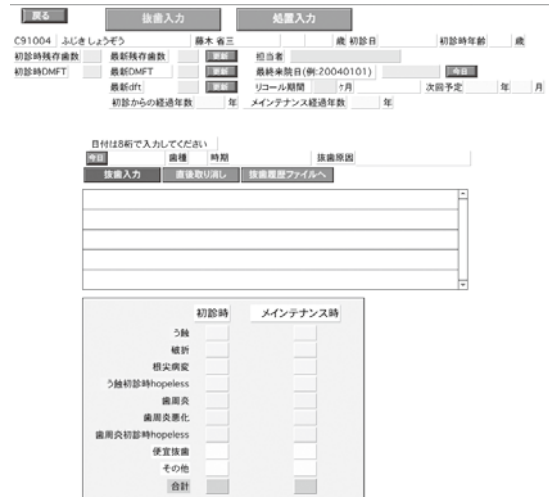 戻る 抜歯入力 処置入力
C91004 ふじき しょぞう 藤木 省三 歳 初診日 初診時年齢 歳
初診時残存歯数 最新残存歯数 更新 担当者
初診時DMFT 最新DMFT 更新 最終来院日(例:20040101) 今日
最新dft 更新 リコール期間 ヶ月 次回予定 年 月
初診からの経過年数 年 メインテナンス経過年数 年
日付は8桁で入力してください
今日 歯種 時期 抜歯原因
抜歯入力 直後取り消し 抜歯履歴ファイルへ
初診時 メインテナンス時
う蝕
破折
根尖病変
う蝕初診時hopeless
歯周炎
歯周炎悪化
歯周炎初診時hopeless
便宜抜歯
その他
合計